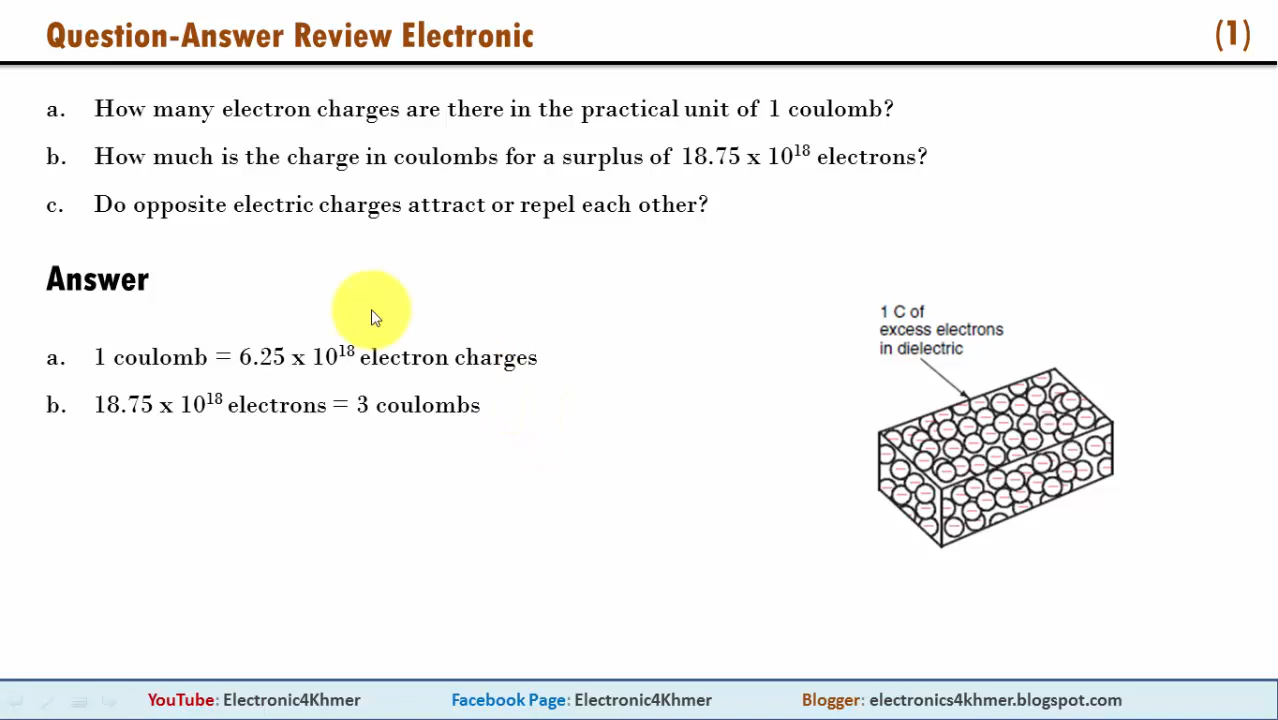 Question-Answer Review Electronic (1)
a. How many electron charges are there in the practical unit of 1 coulomb?
b. How much is the charge in coulombs for a surplus of 18.75 x 10¹⁸ electrons?
c. Do opposite electric charges attract or repel each other?
Answer
a. 1 coulomb = 6.25 x 10¹⁸ electron charges
b. 18.75 x 10¹⁸ electrons = 3 coulombs
1 C of
excess electrons
in dielectric
YouTube: Electronic4Khmer Facebook Page: Electronic4Khmer Blogger: electronics4khmer.blogspot.com